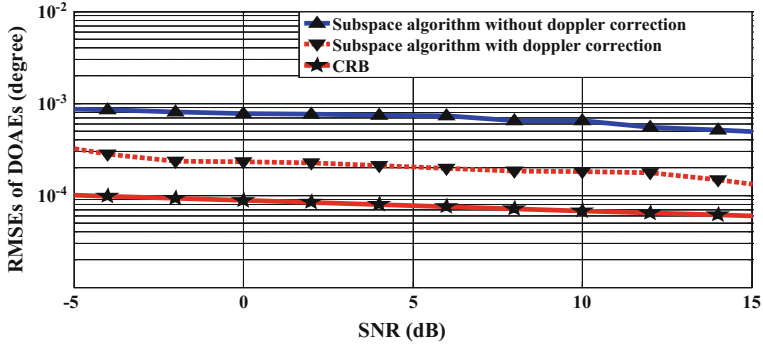 10^-2
Subspace algorithm without doppler correction
Subspace algorithm with doppler correction
CRB
10^-3
10^-4
RMSEs of DOAEs (degree)
-5 0 5 10 15
SNR (dB)